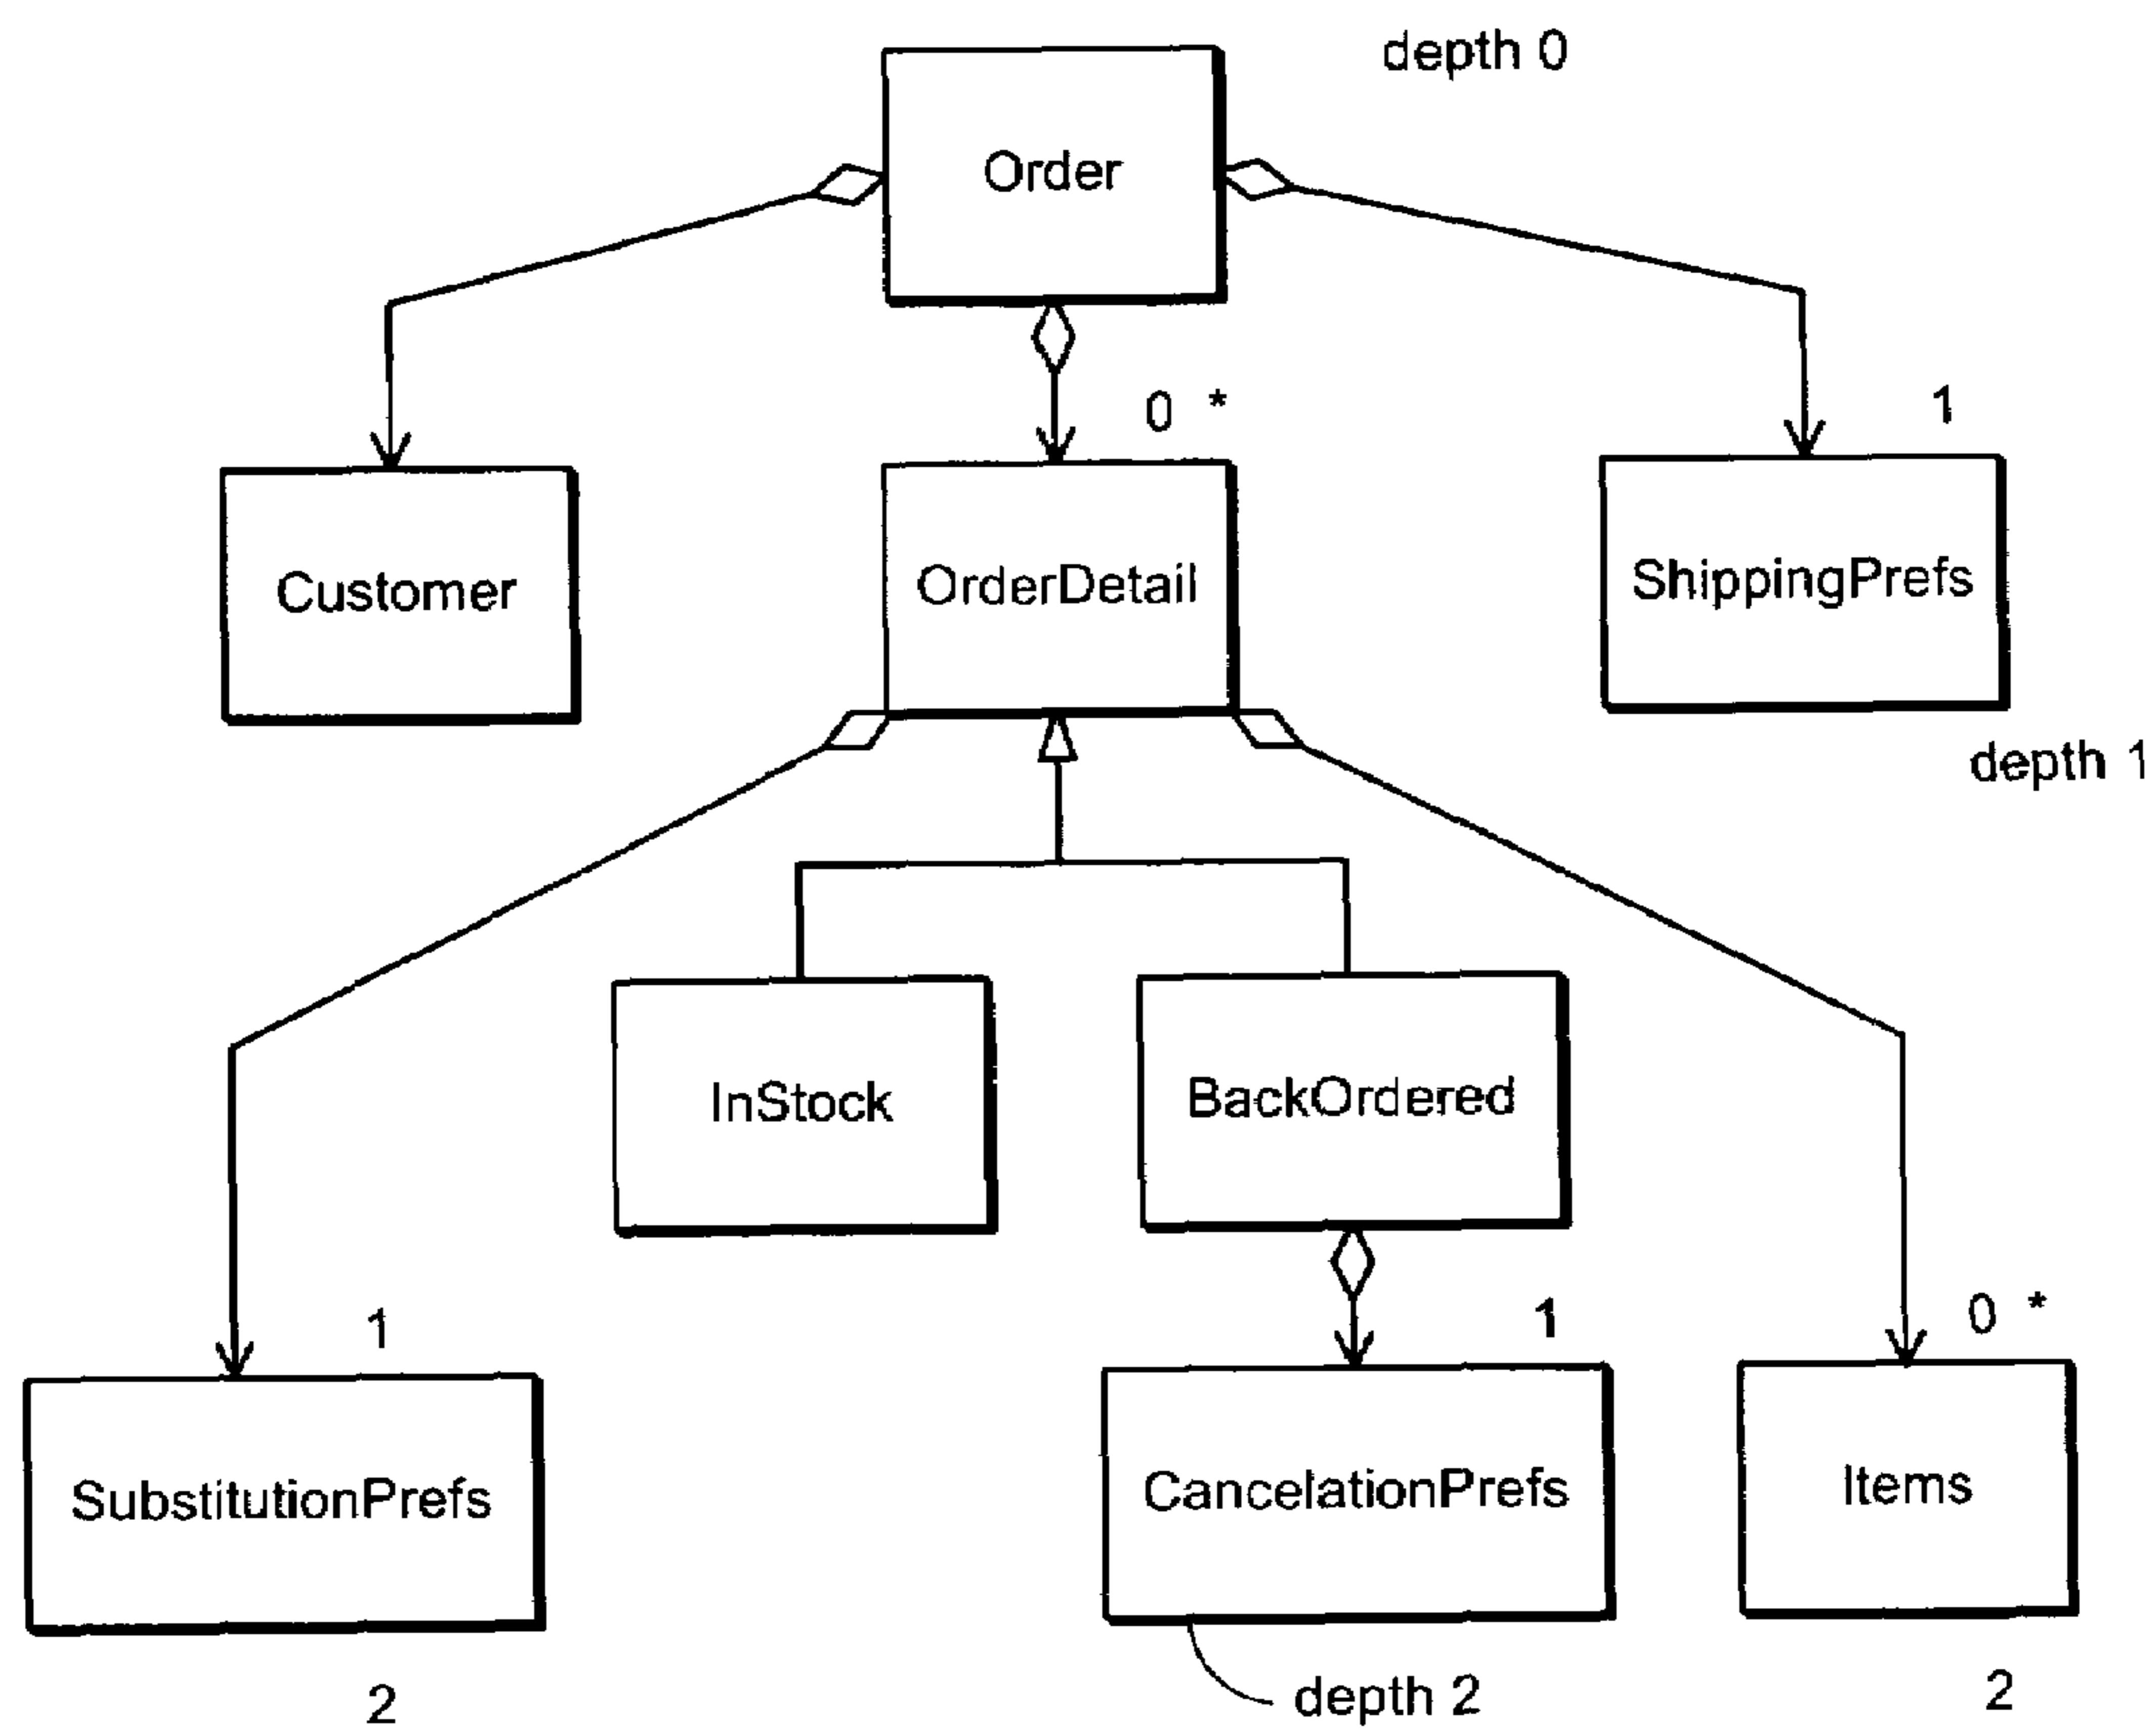 depth 0
Order
0 *
1
Customer
OrderDetail
ShippingPrefs
depth 1
InStock
BackOrdered
1
1
0 *
SubstitutionPrefs
CancelationPrefs
Items
2
depth 2
2